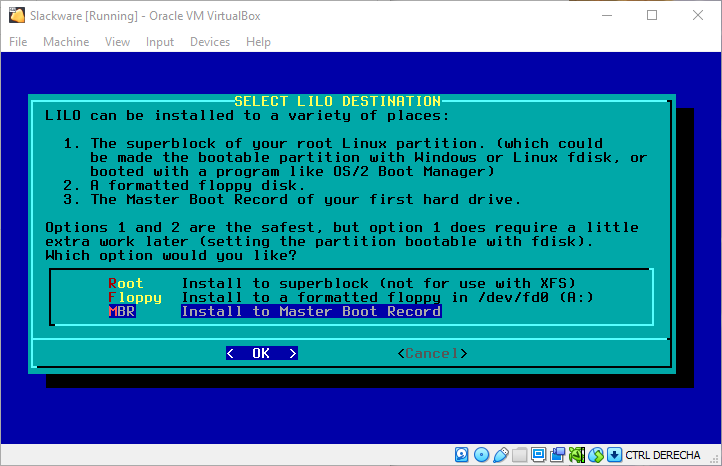 Slackware [Running] - Oracle VM VirtualBox
File Machine View Input Devices Help
SELECT LILO DESTINATION
LILO can be installed to a variety of places:
1. The superblock of your root Linux partition. (which could
be made the bootable partition with Windows or Linux fdisk, or
booted with a program like OS/2 Boot Manager)
2. A formatted floppy disk.
3. The Master Boot Record of your first hard drive.
Options 1 and 2 are the safest, but option 1 does require a little
extra work later (setting the partition bootable with fdisk).
Which option would you like?
Root Install to superblock (not for use with XFS)
Floppy Install to a formatted floppy in /dev/fd0 (A:)
MBR Install to Master Boot Record
< OK > <Cancel>
CTRL DERECHA